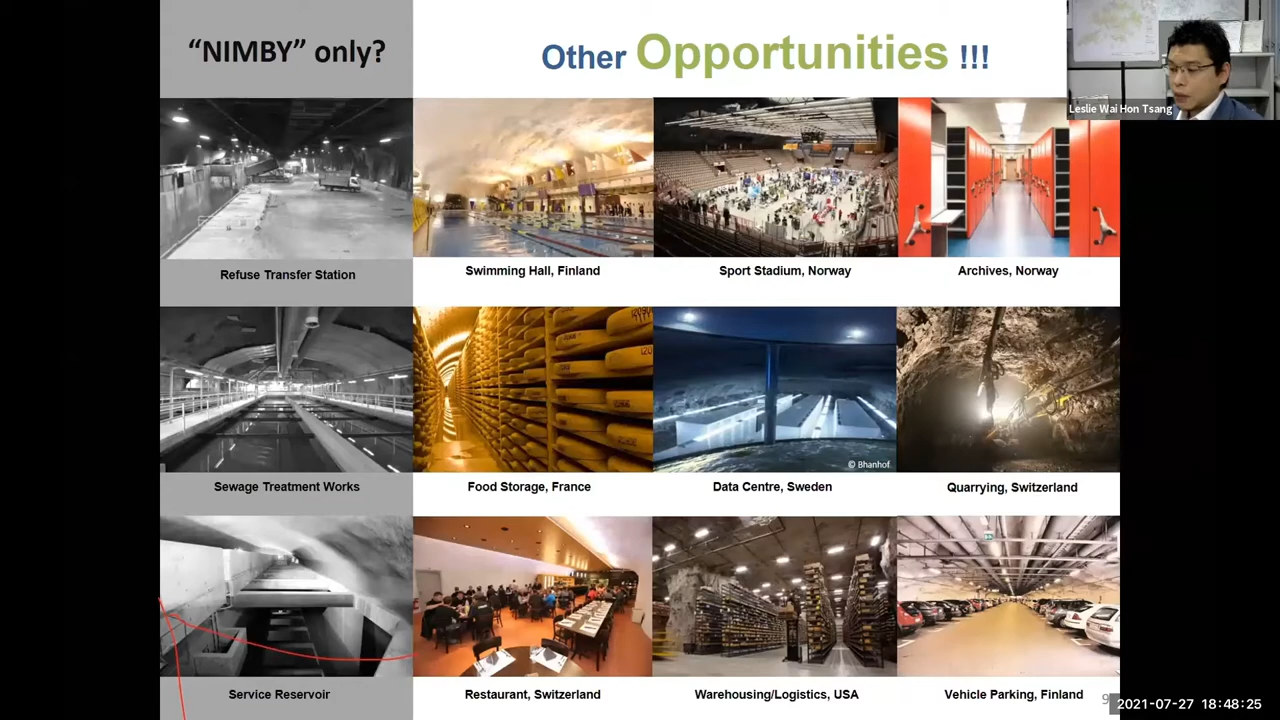 “NIMBY” only?
Other Opportunities !!!
Leslie Wai Hon Tsang
Refuse Transfer Station
Swimming Hall, Finland
Sport Stadium, Norway
Archives, Norway
© Bhanhof
Sewage Treatment Works
Food Storage, France
Data Centre, Sweden
Quarrying, Switzerland
Service Reservoir
Restaurant, Switzerland
Warehousing/Logistics, USA
Vehicle Parking, Finland
9
2021-07-27 18:48:25